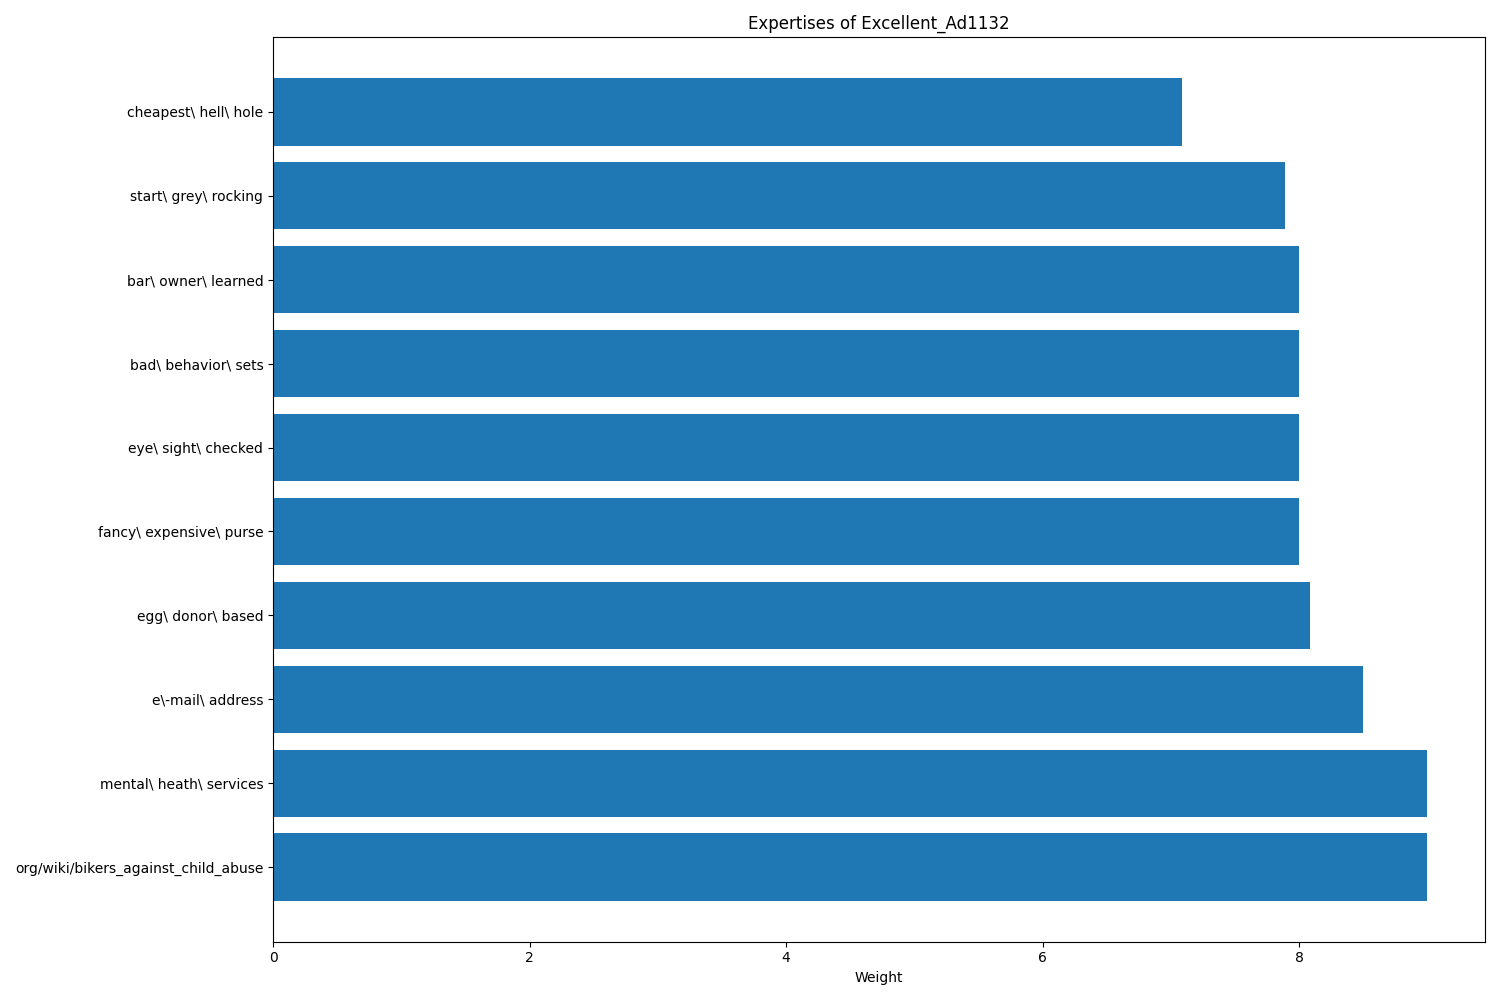 Expertises of Excellent_Ad1132
cheapest\ hell\ hole
start\ grey\ rocking
bar\ owner\ learned
bad\ behavior\ sets
eye\ sight\ checked
fancy\ expensive\ purse
egg\ donor\ based
e\-mail\ address
mental\ heath\ services
org/wiki/bikers_against_child_abuse
0 2 4 6 8
Weight